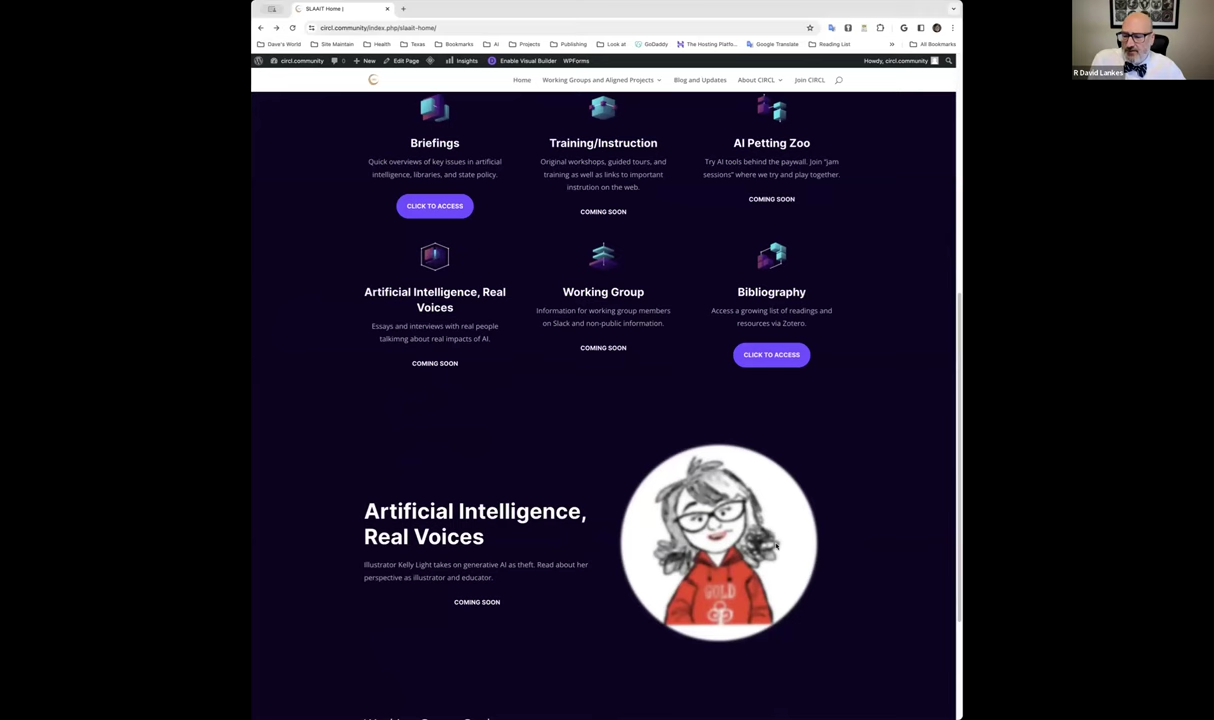 SLAAIT Home |
circl.community/index.php/slaait-home/
Dave's World
Site Maintain
Health
Texas
Bookmarks
AI
Projects
Publishing
Look at
GoDaddy
The Hosting Platfo...
Google Translate
Reading List
»
All Bookmarks
circl.community
0
New
Edit Page
Insights
Enable Visual Builder
WPForms
Howdy, circl.community
R David Lankes
Home
Working Groups and Aligned Projects
Blog and Updates
About CIRCL
Join CIRCL
Briefings
Quick overviews of key issues in artificial
intelligence, libraries, and state policy.
CLICK TO ACCESS
Training/Instruction
Original workshops, guided tours, and
training as well as links to important
instrution on the web.
COMING SOON
AI Petting Zoo
Try AI tools behind the paywall. Join "jam
sessions" where we try and play together.
COMING SOON
Artificial Intelligence, Real
Voices
Essays and interviews with real people
talkimng about real impacts of AI.
COMING SOON
Working Group
Information for working group members
on Slack and non-public information.
COMING SOON
Bibliography
Access a growing list of readings and
resources via Zotero.
CLICK TO ACCESS
Artificial Intelligence,
Real Voices
Illustrator Kelly Light takes on generative AI as theft. Read about her
perspective as illustrator and educator.
COMING SOON
GOLD